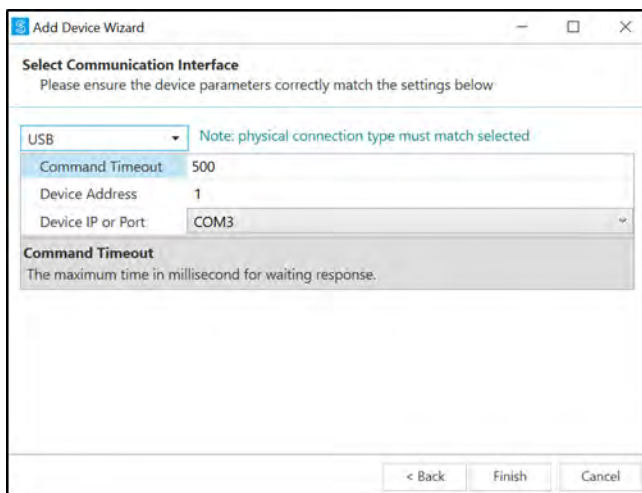 Add Device Wizard
Select Communication Interface
Please ensure the device parameters correctly match the settings below
USB Note: physical connection type must match selected
Command Timeout 500
Device Address 1
Device IP or Port COM3
Command Timeout
The maximum time in millisecond for waiting response.
< Back Finish Cancel